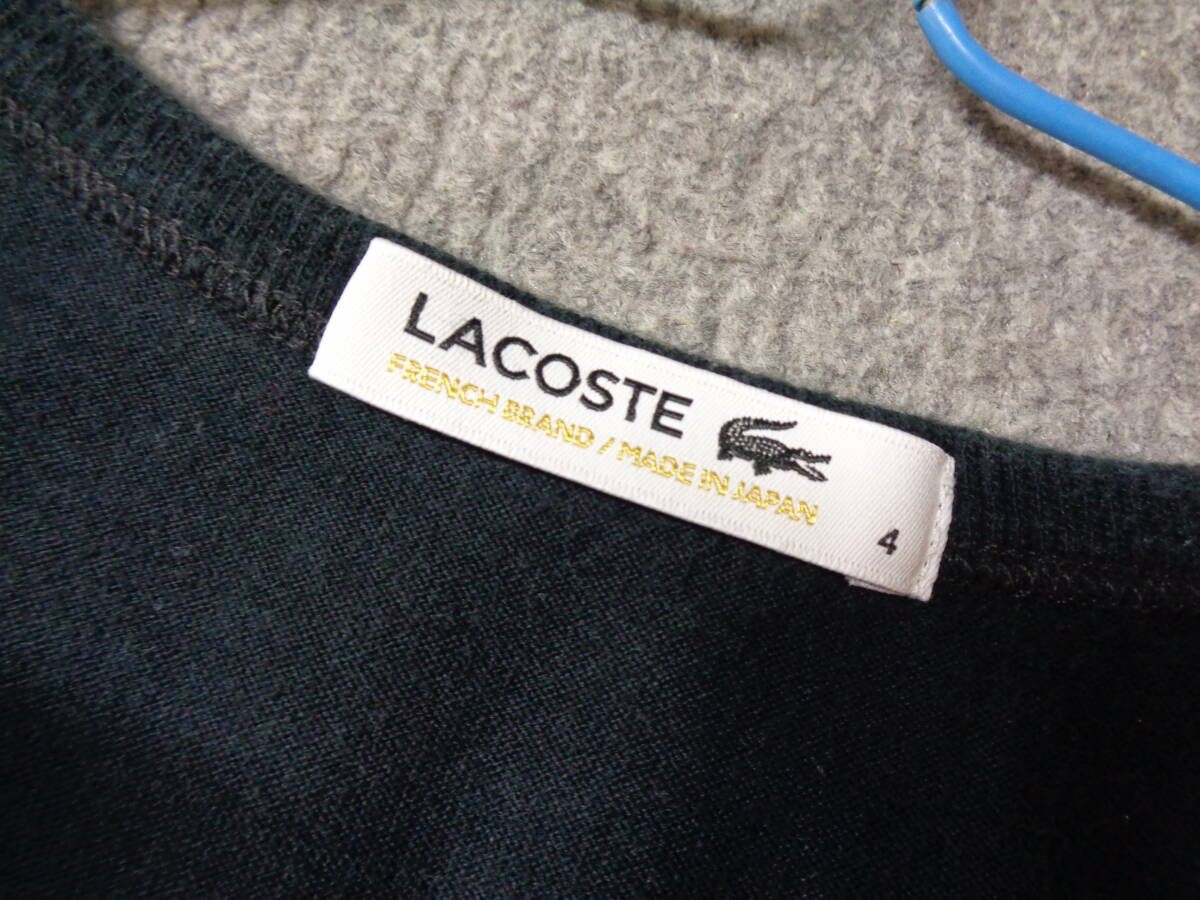 LACOSTE
FRENCH BRAND / MADE IN JAPAN
4